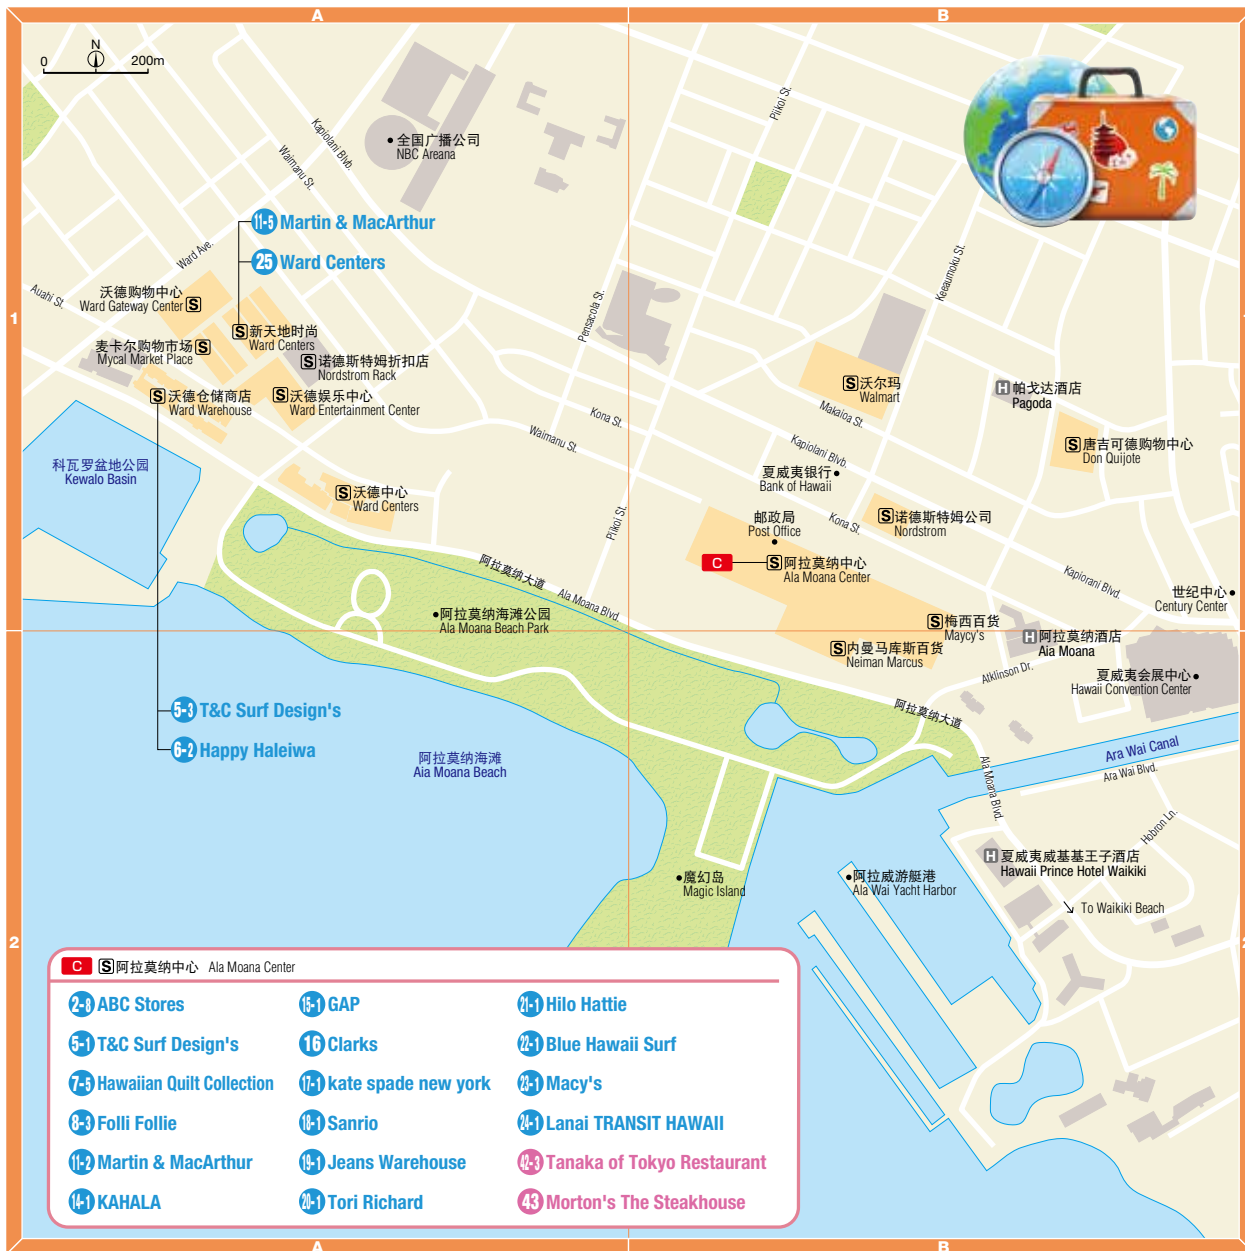 A
B
N
0
200m
Piikoi St.
Kapiolani Blvb.
Waimanu St.
全国广播公司
NBC Areana
11-5 Martin & MacArthur
25 Ward Centers
Ward Ave.
Auahi St.
沃德购物中心
Ward Gateway Center S
Keeaumoku St.
Pensacola St.
1
S 新天地时尚
Ward Centers
麦卡尔购物市场 S
Mycal Market Place
S 诺德斯特姆折扣店
Nordstrom Rack
S 沃德仓储商店
Ward Warehouse
S 沃德娱乐中心
Ward Entertainment Center
S 沃尔玛
Walmart
H 帕戈达酒店
Pagoda
Makaioa St.
Kona St.
Waimanu St.
Kapiolani Blvb.
S 唐吉可德购物中心
Don Quijote
科瓦罗盆地公园
Kewalo Basin
夏威夷银行
Bank of Hawaii
S 沃德中心
Ward Centers
Piikoi St.
邮政局
Post Office
Kona St.
S 诺德斯特姆公司
Nordstrom
C
S 阿拉莫纳中心
Ala Moana Center
阿拉莫纳大道
Ala Moana Blvd.
Kapiorani Blvd.
世纪中心
Century Center
阿拉莫纳海滩公园
Ala Moana Beach Park
S 梅西百货
Maycy's
H 阿拉莫纳酒店
Aia Moana
S 内曼马库斯百货
Neiman Marcus
Atklinson Dr.
夏威夷会展中心
Hawaii Convention Center
5-3 T&C Surf Design's
6-2 Happy Haleiwa
阿拉莫纳大道
阿拉莫纳海滩
Aia Moana Beach
Ara Wai Canal
Ara Wai Blvd.
Ala Moana Blvd.
Hobron Ln.
H 夏威夷威基基王子酒店
Hawaii Prince Hotel Waikiki
魔幻岛
Magic Island
阿拉威游艇港
Ala Wai Yacht Harbor
To Waikiki Beach
2
C S 阿拉莫纳中心 Ala Moana Center
2-8 ABC Stores
5-1 T&C Surf Design's
7-5 Hawaiian Quilt Collection
8-3 Folli Follie
11-2 Martin & MacArthur
14-1 KAHALA
15-1 GAP
16 Clarks
17-1 kate spade new york
18-1 Sanrio
19-1 Jeans Warehouse
20-1 Tori Richard
21-1 Hilo Hattie
22-1 Blue Hawaii Surf
23-1 Macy's
24-1 Lanai TRANSIT HAWAII
42-3 Tanaka of Tokyo Restaurant
43 Morton's The Steakhouse
A
B